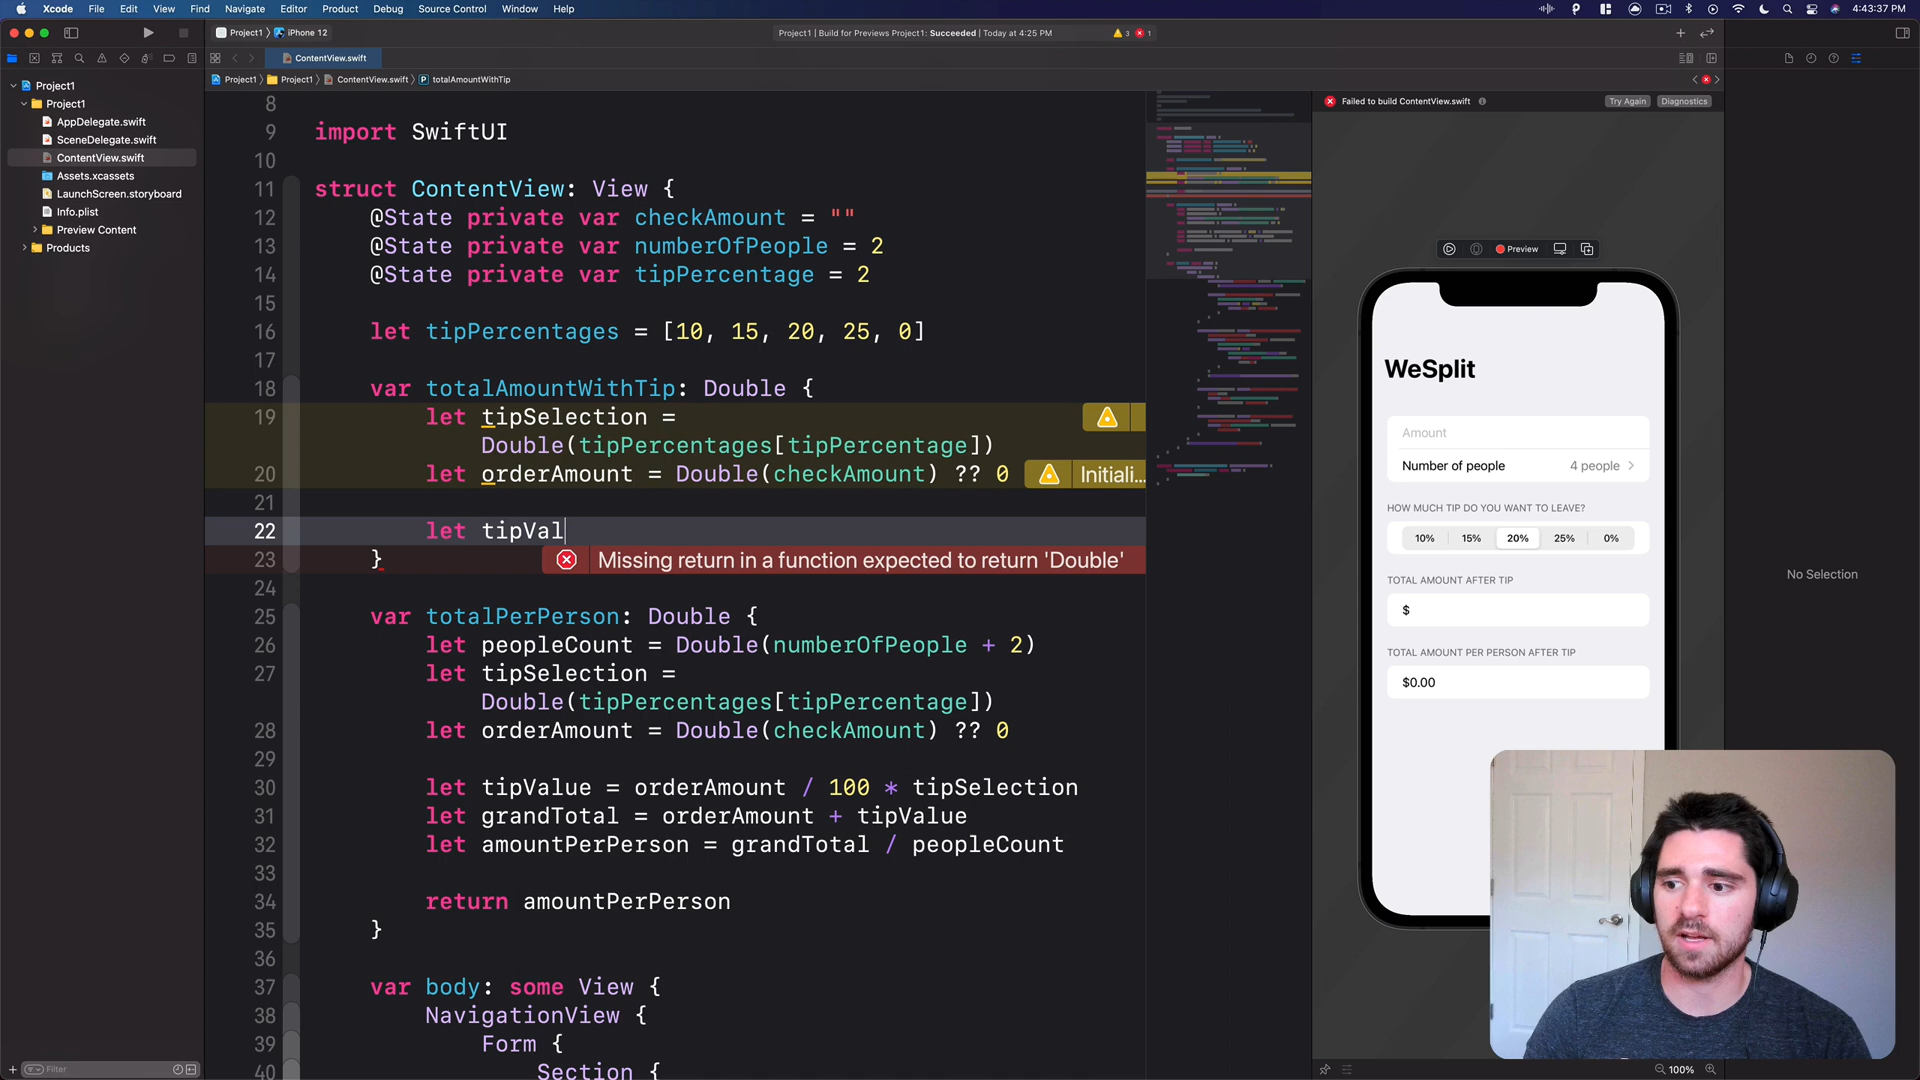 Xcode File Edit View Find Navigate Editor Product Debug Source Control Window Help 4:43:37 PM
Project1 iPhone 12 Project1 | Build for Previews Project1: Succeeded | Today at 4:25 PM 3 1
ContentView.swift
Project1 Project1 ContentView.swift P totalAmountWithTip
Project1
Project1
AppDelegate.swift
SceneDelegate.swift
ContentView.swift
Assets.xcassets
LaunchScreen.storyboard
Info.plist
Preview Content
Products
Filter
8
9 import SwiftUI
10
11 struct ContentView: View {
12 @State private var checkAmount = ""
13 @State private var numberOfPeople = 2
14 @State private var tipPercentage = 2
15
16 let tipPercentages = [10, 15, 20, 25, 0]
17
18 var totalAmountWithTip: Double {
19 let tipSelection =
Double(tipPercentages[tipPercentage])
20 let orderAmount = Double(checkAmount) ?? 0 Initiali...
21
22 let tipVal
23 } Missing return in a function expected to return 'Double'
24
25 var totalPerPerson: Double {
26 let peopleCount = Double(numberOfPeople + 2)
27 let tipSelection =
Double(tipPercentages[tipPercentage])
28 let orderAmount = Double(checkAmount) ?? 0
29
30 let tipValue = orderAmount / 100 * tipSelection
31 let grandTotal = orderAmount + tipValue
32 let amountPerPerson = grandTotal / peopleCount
33
34 return amountPerPerson
35 }
36
37 var body: some View {
38 NavigationView {
39 Form {
40 Section {
Failed to build ContentView.swift Try Again Diagnostics
Preview
WeSplit
Amount
Number of people 4 people
HOW MUCH TIP DO YOU WANT TO LEAVE?
10% 15% 20% 25% 0%
TOTAL AMOUNT AFTER TIP
$
TOTAL AMOUNT PER PERSON AFTER TIP
$0.00
No Selection
100%